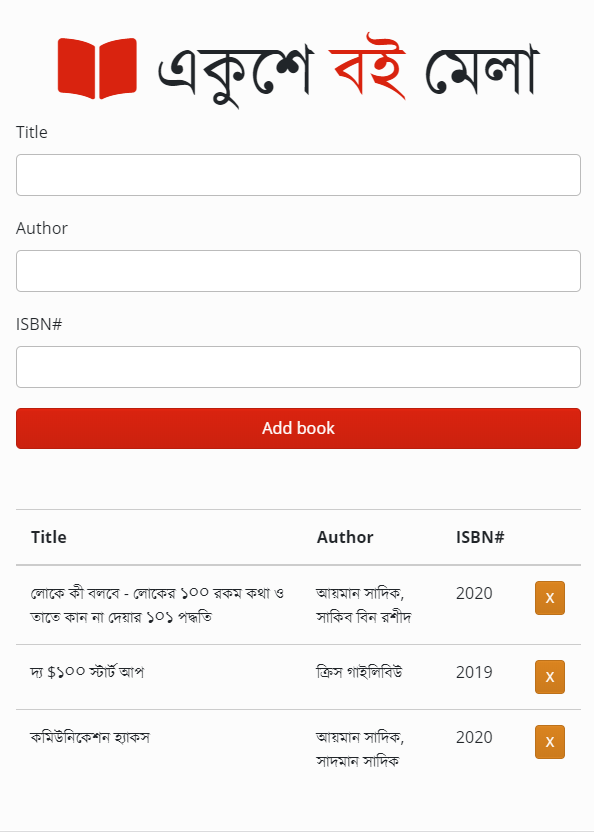 একুশে বই মেলা
Title
Author
ISBN#
Add book
Title Author ISBN#
লোকে কী বলবে - লোকের ১০০ রকম কথা ও আয়মান সাদিক, 2020 X
তাতে কান না দেয়ার ১০১ পদ্ধতি সাকিব বিন রশীদ
দ্য $১০০ স্টার্ট আপ ক্রিস গাইলিবিউ 2019 X
কমিউনিকেশন হ্যাকস আয়মান সাদিক, 2020 X
সাদমান সাদিক